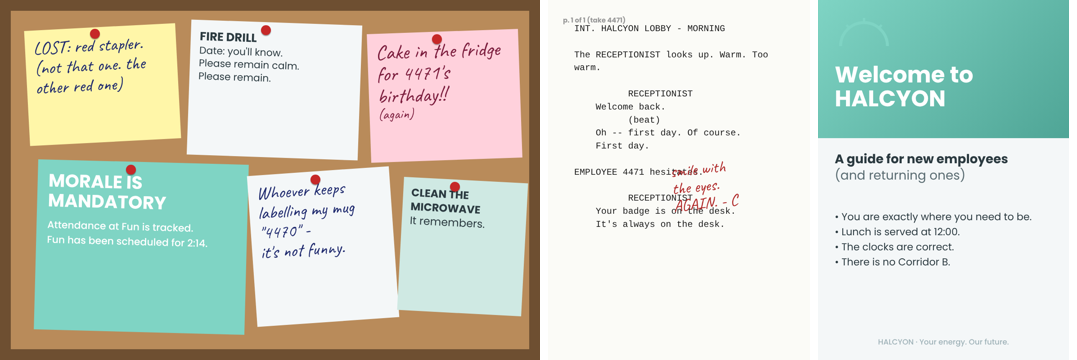 LOST: red stapler.
(not that one. the
other red one)
FIRE DRILL
Date: you'll know.
Please remain calm.
Please remain.
Cake in the fridge
for 4471's
birthday!!
(again)
MORALE IS
MANDATORY
Attendance at Fun is tracked.
Fun has been scheduled for 2:14.
Whoever keeps
labelling my mug
"4470" -
it's not funny.
CLEAN THE
MICROWAVE
It remembers.
p. 1 of 1 (take 4471)
INT. HALCYON LOBBY - MORNING
The RECEPTIONIST looks up. Warm. Too
warm.
RECEPTIONIST
Welcome back.
(beat)
Oh -- first day. Of course.
First day.
EMPLOYEE 4471 hesitates.
smile with
the eyes.
AGAIN. - C
RECEPTIONIST
Your badge is on the desk.
It's always on the desk.
Welcome to
HALCYON
A guide for new employees
(and returning ones)
• You are exactly where you need to be.
• Lunch is served at 12:00.
• The clocks are correct.
• There is no Corridor B.
HALCYON · Your energy. Our future.